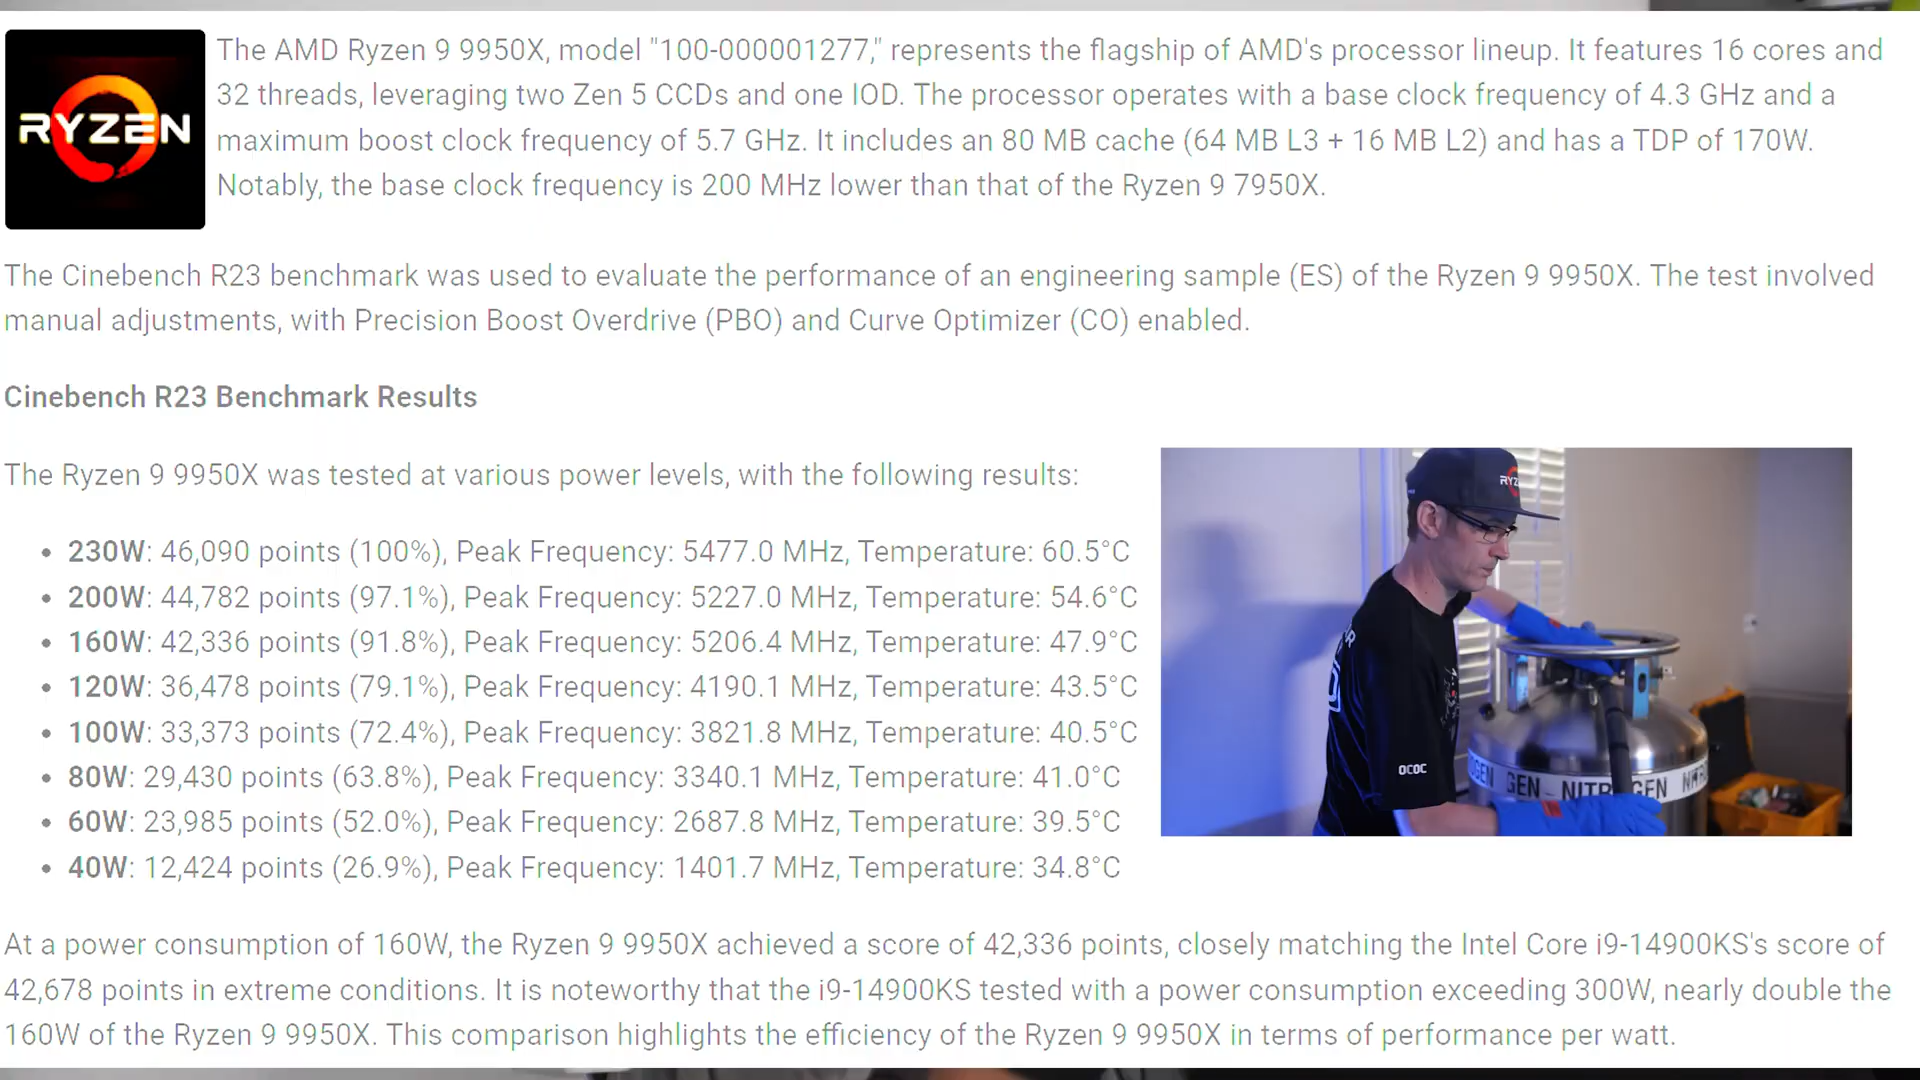 RYZEN
The AMD Ryzen 9 9950X, model "100-000001277," represents the flagship of AMD's processor lineup. It features 16 cores and
32 threads, leveraging two Zen 5 CCDs and one IOD. The processor operates with a base clock frequency of 4.3 GHz and a
maximum boost clock frequency of 5.7 GHz. It includes an 80 MB cache (64 MB L3 + 16 MB L2) and has a TDP of 170W.
Notably, the base clock frequency is 200 MHz lower than that of the Ryzen 9 7950X.
The Cinebench R23 benchmark was used to evaluate the performance of an engineering sample (ES) of the Ryzen 9 9950X. The test involved
manual adjustments, with Precision Boost Overdrive (PBO) and Curve Optimizer (CO) enabled.
Cinebench R23 Benchmark Results
The Ryzen 9 9950X was tested at various power levels, with the following results:
• 230W: 46,090 points (100%), Peak Frequency: 5477.0 MHz, Temperature: 60.5°C
• 200W: 44,782 points (97.1%), Peak Frequency: 5227.0 MHz, Temperature: 54.6°C
• 160W: 42,336 points (91.8%), Peak Frequency: 5206.4 MHz, Temperature: 47.9°C
• 120W: 36,478 points (79.1%), Peak Frequency: 4190.1 MHz, Temperature: 43.5°C
• 100W: 33,373 points (72.4%), Peak Frequency: 3821.8 MHz, Temperature: 40.5°C
• 80W: 29,430 points (63.8%), Peak Frequency: 3340.1 MHz, Temperature: 41.0°C
• 60W: 23,985 points (52.0%), Peak Frequency: 2687.8 MHz, Temperature: 39.5°C
• 40W: 12,424 points (26.9%), Peak Frequency: 1401.7 MHz, Temperature: 34.8°C
RYZ
OCOC
OGEN GEN - NITR GEN
At a power consumption of 160W, the Ryzen 9 9950X achieved a score of 42,336 points, closely matching the Intel Core i9-14900KS's score of
42,678 points in extreme conditions. It is noteworthy that the i9-14900KS tested with a power consumption exceeding 300W, nearly double the
160W of the Ryzen 9 9950X. This comparison highlights the efficiency of the Ryzen 9 9950X in terms of performance per watt.